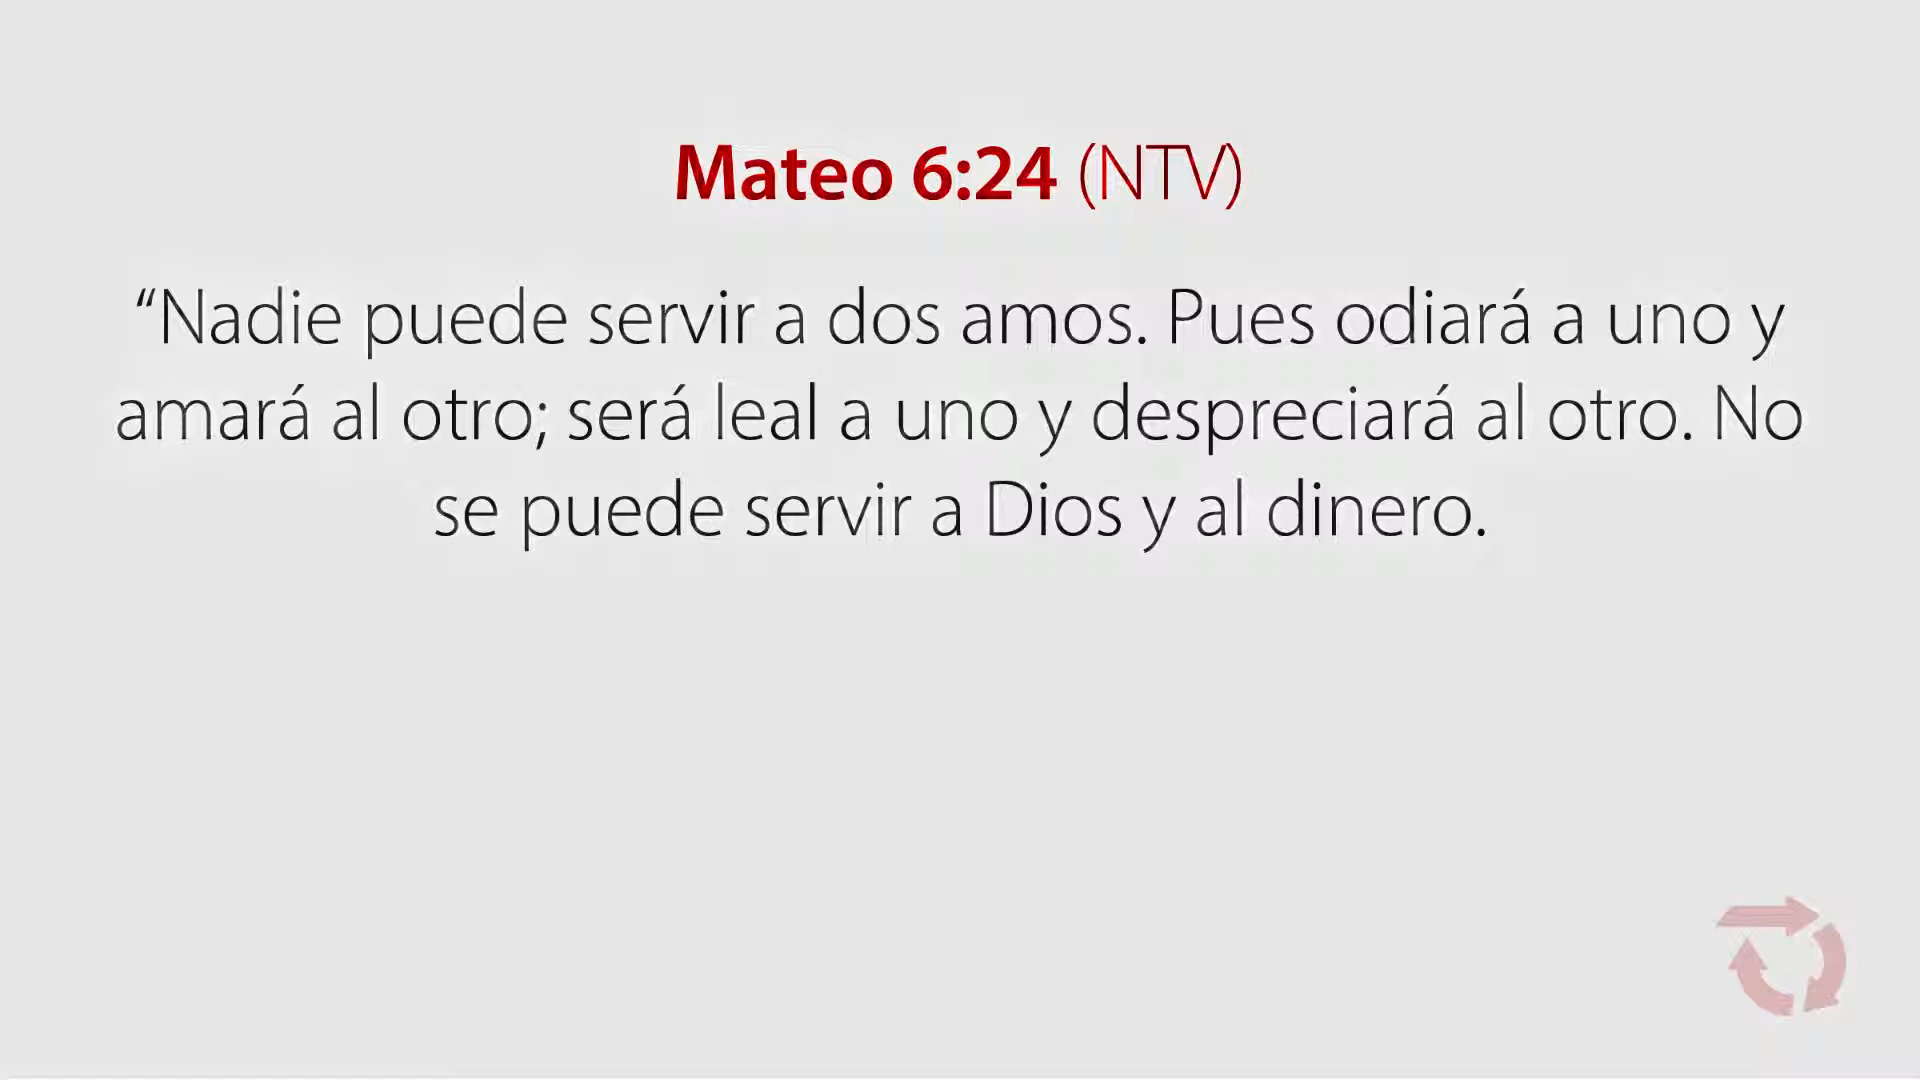 Mateo 6:24 (NTV)
“Nadie puede servir a dos amos. Pues odiará a uno y
amará al otro; será leal a uno y despreciará al otro. No
se puede servir a Dios y al dinero.